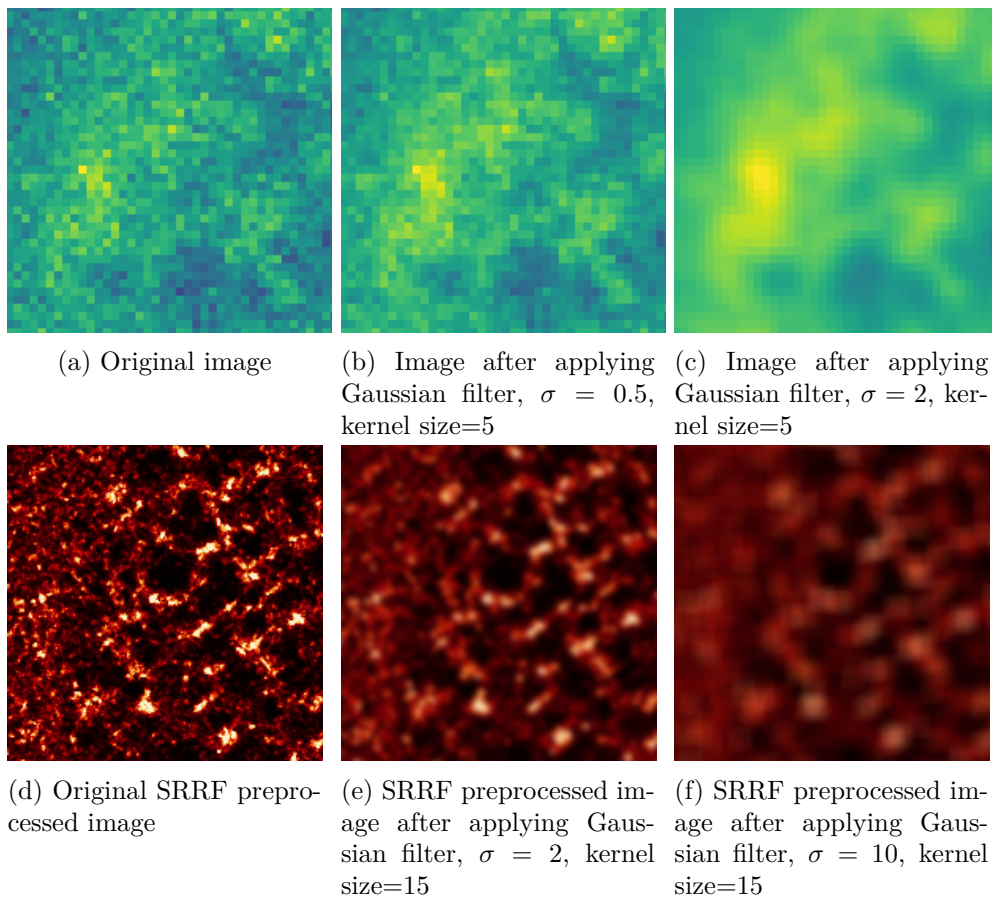 (a) Original image
(b) Image after applying
Gaussian filter, σ = 0.5,
kernel size=5
(c) Image after applying
Gaussian filter, σ = 2, ker-
nel size=5
(d) Original SRRF prepro-
cessed image
(e) SRRF preprocessed im-
age after applying Gaus-
sian filter, σ = 2, kernel
size=15
(f) SRRF preprocessed im-
age after applying Gaus-
sian filter, σ = 10, kernel
size=15